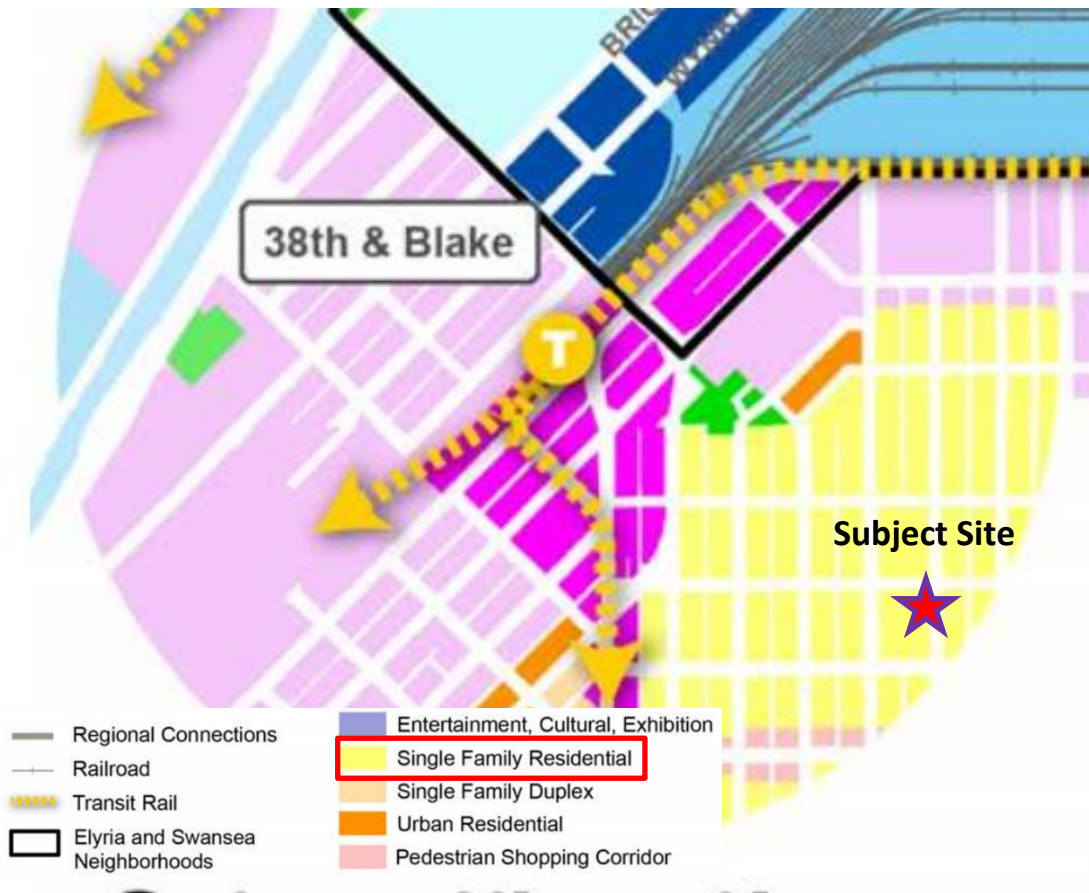 BRIG
38th & Blake
T
Subject Site
Regional Connections
Railroad
Transit Rail
Elyria and Swansea
Neighborhoods
Entertainment, Cultural, Exhibition
Single Family Residential
Single Family Duplex
Urban Residential
Pedestrian Shopping Corridor